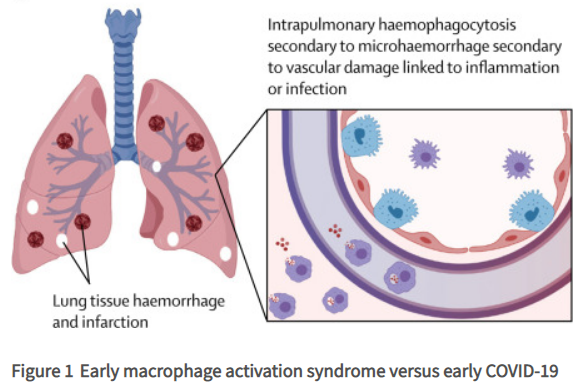 Intrapulmonary haemophagocytosis
secondary to microhaemorrhage secondary
to vascular damage linked to inflammation
or infection
Lung tissue haemorrhage
and infarction
Figure 1 Early macrophage activation syndrome versus early COVID-19